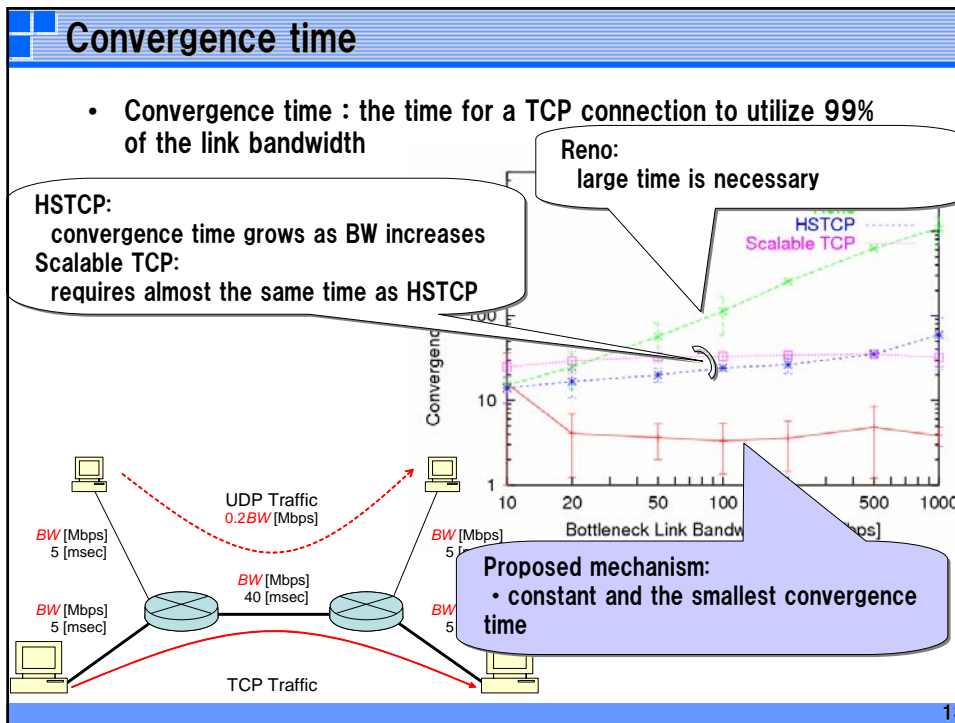 Convergence time
• Convergence time : the time for a TCP connection to utilize 99%
of the link bandwidth
Reno:
large time is necessary
HSTCP:
convergence time grows as BW increases
Scalable TCP:
requires almost the same time as HSTCP
HSTCP
Scalable TCP
100
10
1
10
20
50
100
500
1000
Bottleneck Link
Proposed mechanism:
・constant and the smallest convergence
time
UDP Traffic
0.2BW [Mbps]
BW [Mbps]
5 [msec]
BW [Mbps]
5
BW [Mbps]
40 [msec]
BW [Mbps]
5 [msec]
BW
5
TCP Traffic